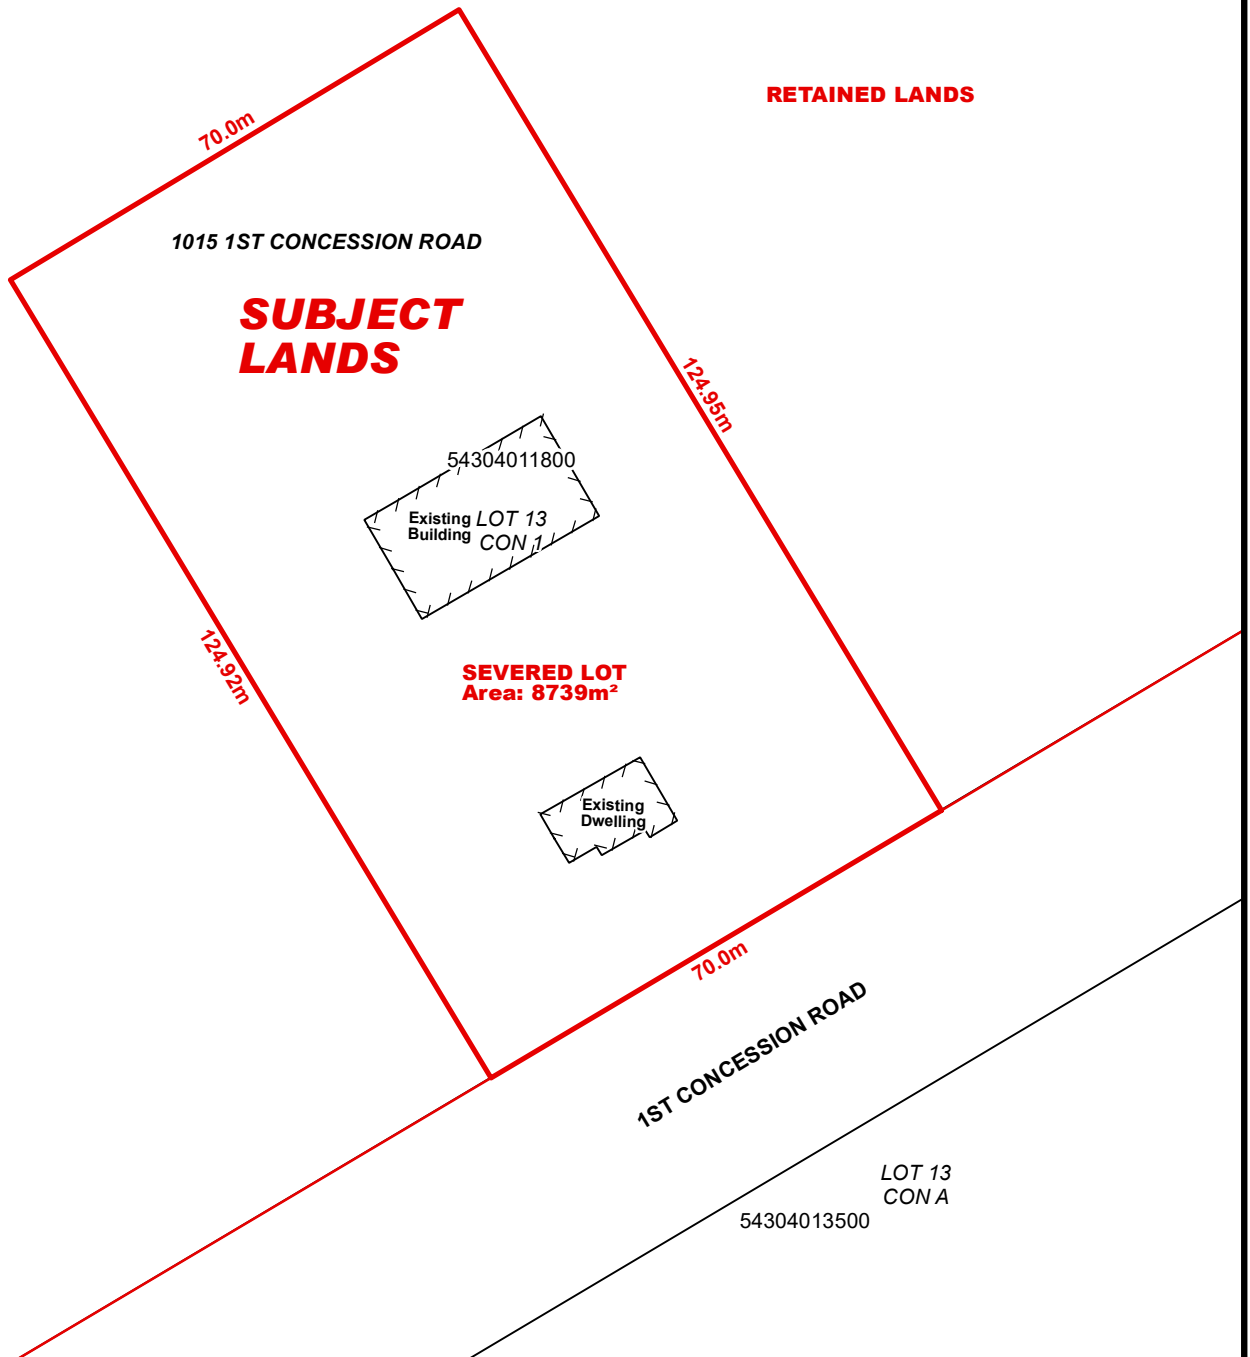 RETAINED LANDS
70.0m
1015 1ST CONCESSION ROAD
SUBJECT
LANDS
124.95m
54304011800
Existing
Building
LOT 13
CON 1
124.92m
SEVERED LOT
Area: 8739m²
Existing
Dwelling
70.0m
1ST CONCESSION ROAD
LOT 13
CON A
54304013500